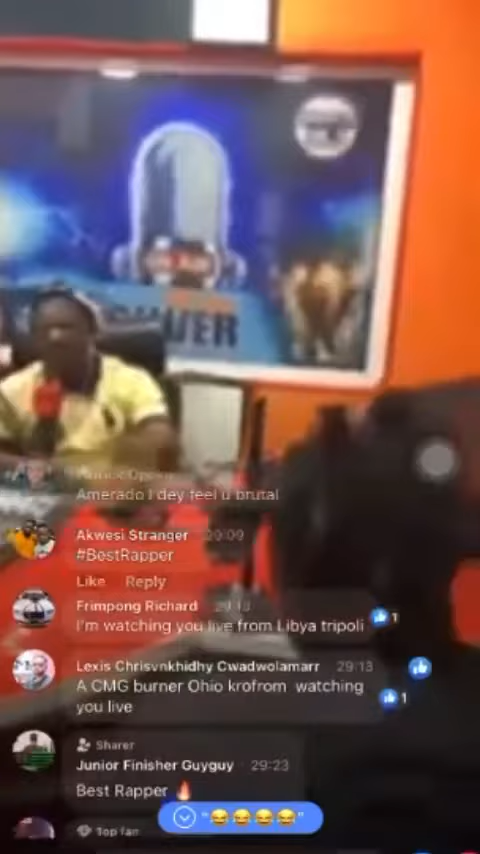 Amerado I dey feel u brutal
Akwesi Stranger 29:09
#BestRapper
Like Reply
Frimpong Richard 29:13
I'm watching you live from Libya tripoli 1
Lexis Chrisvnkhidhy Cwadwolamarr 29:13
A CMG burner Ohio krofrom watching
you live 1
Sharer
Junior Finisher Guyguy · 29:23
Best Rapper 🔥
"😂😂😂😂"
Top fan